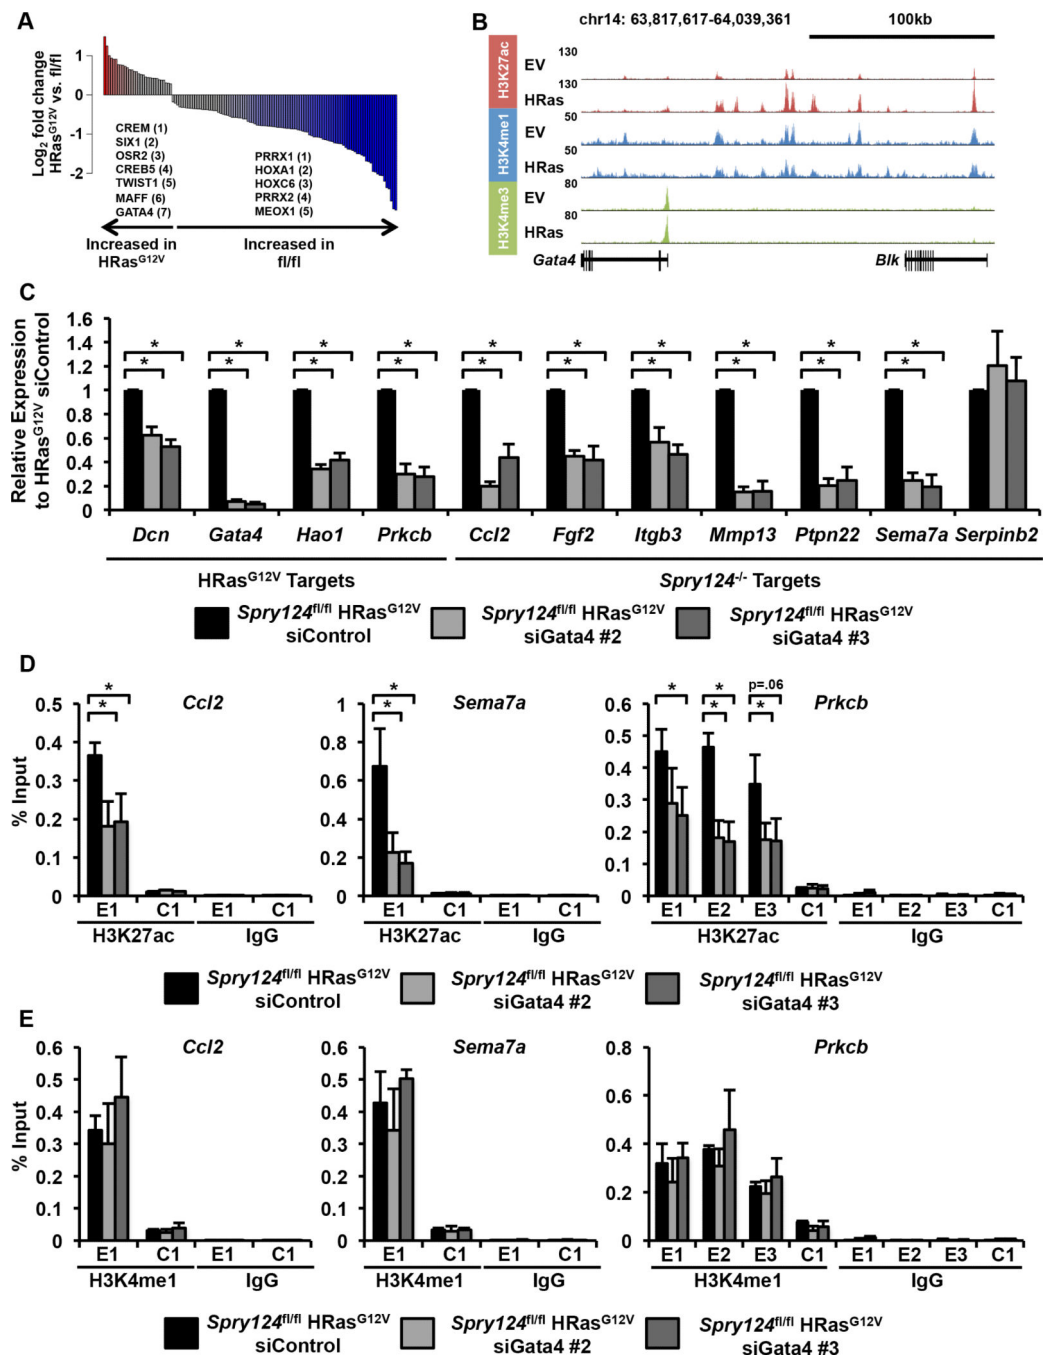 A
Log2 fold change
HRasG12V vs. fl/fl
1
0
-1
-2
CREM (1)
SIX1 (2)
OSR2 (3)
CREB5 (4)
TWIST1 (5)
MAFF (6)
GATA4 (7)
PRRX1 (1)
HOXA1 (2)
HOXC6 (3)
PRRX2 (4)
MEOX1 (5)
Increased in
HRasG12V
Increased in
fl/fl
B
chr14: 63,817,617-64,039,361
100kb
H3K27ac
130
EV
130
HRas
H3K4me1
50
EV
50
HRas
H3K4me3
80
EV
80
HRas
Gata4
Blk
C
Relative Expression
to HRasG12V siControl
1.6
1.4
1.2
1
0.8
0.6
0.4
0.2
0
* * * * * * * * * *
* * * * * * * * * *
Dcn Gata4 Hao1 Prkcb Ccl2 Fgf2 Itgb3 Mmp13 Ptpn22 Sema7a Serpinb2
HRasG12V Targets
Spry124-/- Targets
Spry124fl/fl HRasG12V
siControl
Spry124fl/fl HRasG12V
siGata4 #2
Spry124fl/fl HRasG12V
siGata4 #3
D
% Input
Ccl2
0.5
0.4
0.3
0.2
0.1
0
*
*
E1 C1 E1 C1
H3K27ac IgG
Sema7a
1
0.8
0.6
0.4
0.2
0
*
*
E1 C1 E1 C1
H3K27ac IgG
Prkcb
0.6
0.5
0.4
0.3
0.2
0.1
0
* * p=.06
* *
E1 E2 E3 C1 E1 E2 E3 C1
H3K27ac IgG
Spry124fl/fl HRasG12V
siControl
Spry124fl/fl HRasG12V
siGata4 #2
Spry124fl/fl HRasG12V
siGata4 #3
E
% Input
Ccl2
0.6
0.5
0.4
0.3
0.2
0.1
0
E1 C1 E1 C1
H3K4me1 IgG
Sema7a
0.6
0.5
0.4
0.3
0.2
0.1
0
E1 C1 E1 C1
H3K4me1 IgG
Prkcb
0.8
0.6
0.4
0.2
0
E1 E2 E3 C1 E1 E2 E3 C1
H3K4me1 IgG
Spry124fl/fl HRasG12V
siControl
Spry124fl/fl HRasG12V
siGata4 #2
Spry124fl/fl HRasG12V
siGata4 #3